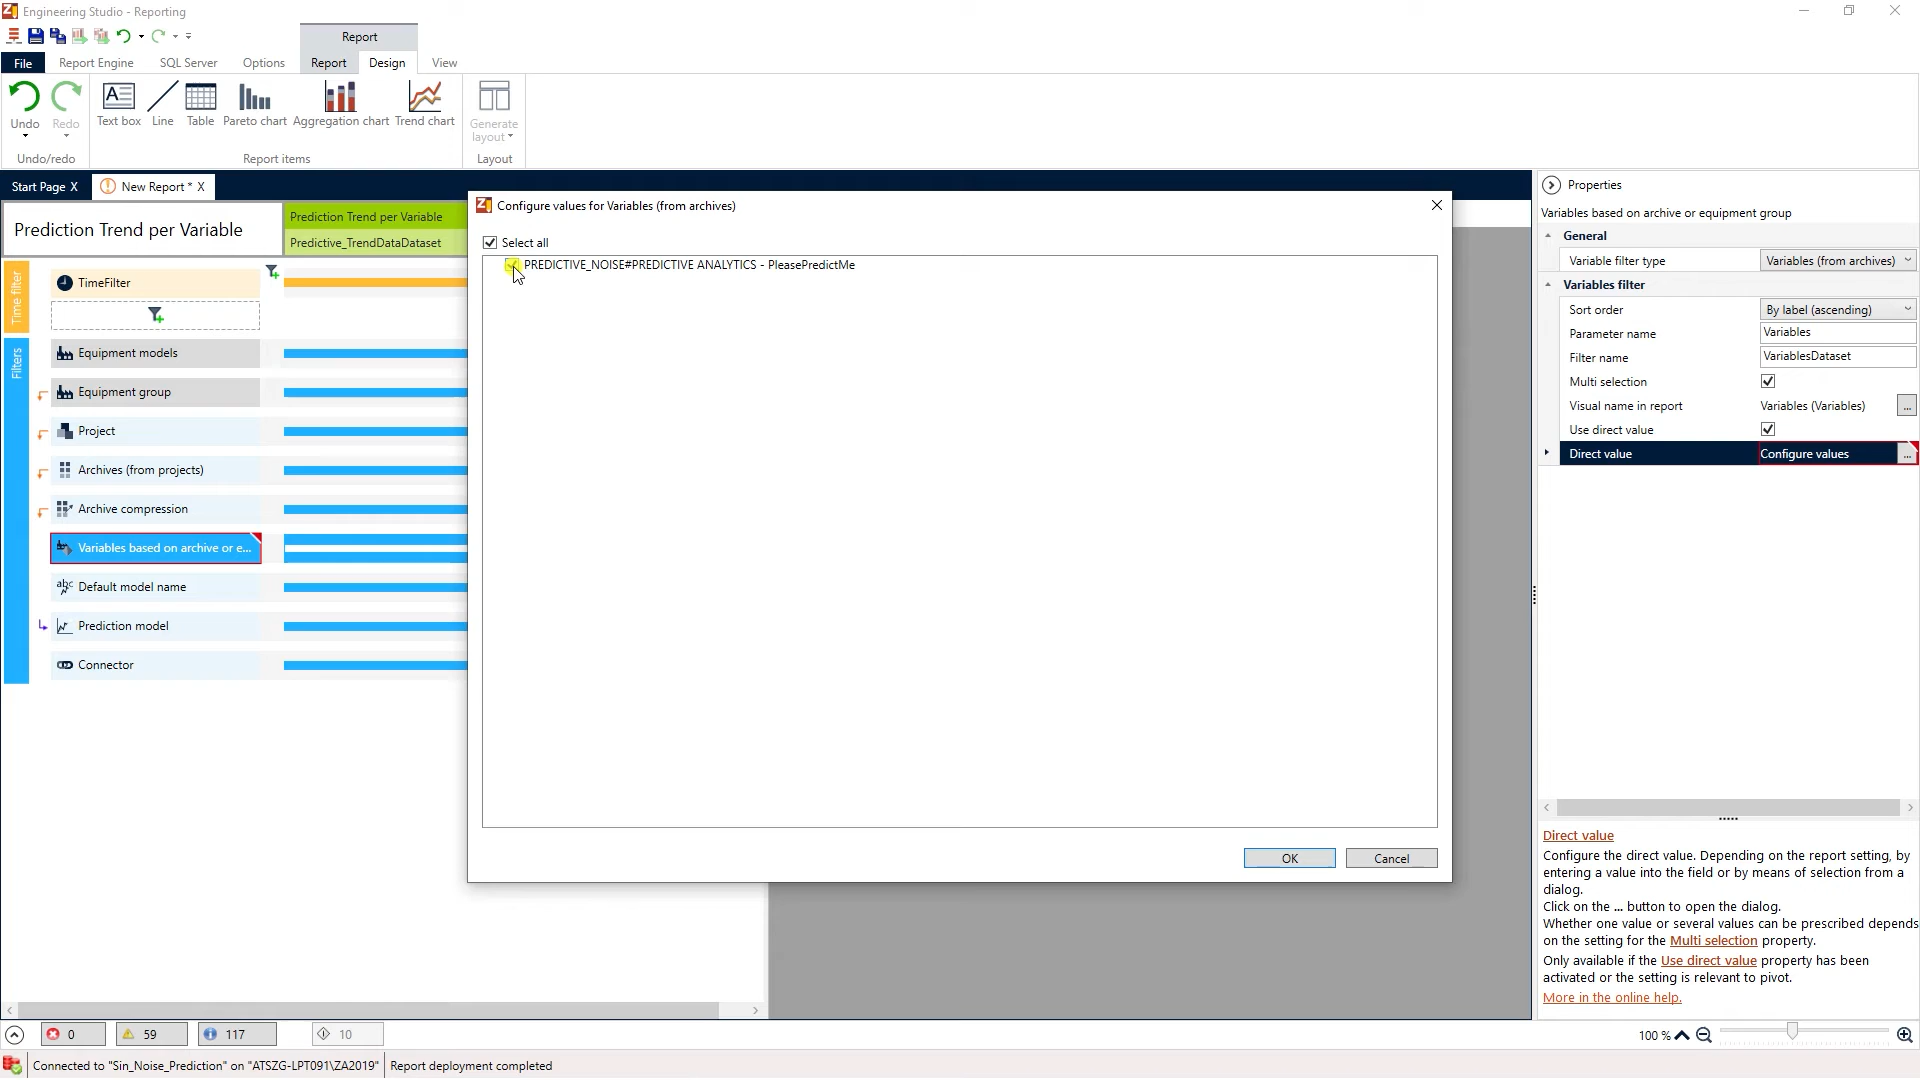 Engineering Studio - Reporting
Report
File
Report Engine
SQL Server
Options
Report
Design
View
Undo
Redo
Text box
Line
Table
Pareto chart
Aggregation chart
Trend chart
Generate
layout
Undo/redo
Report items
Layout
Start Page X
New Report * X
Properties
Prediction Trend per Variable
Prediction Trend per Variable
Predictive_TrendDataDataset
Time filter
TimeFilter
Filters
Equipment models
Equipment group
Project
Archives (from projects)
Archive compression
Variables based on archive or e...
Default model name
Prediction model
Connector
Configure values for Variables (from archives)
Select all
PREDICTIVE_NOISE#PREDICTIVE ANALYTICS - PleasePredictMe
OK
Cancel
Variables based on archive or equipment group
General
Variable filter type
Variables (from archives)
Variables filter
Sort order
By label (ascending)
Parameter name
Variables
Filter name
VariablesDataset
Multi selection
Visual name in report
Variables (Variables)
...
Use direct value
Direct value
Configure values
...
Direct value
Configure the direct value. Depending on the report setting, by
entering a value into the field or by means of selection from a
dialog.
Click on the ... button to open the dialog.
Whether one value or several values can be prescribed depends
on the setting for the Multi selection property.
Only available if the Use direct value property has been
activated or the setting is relevant to pivot.
More in the online help.
0
59
117
10
100 %
Connected to "Sin_Noise_Prediction" on "ATSZG-LPT091\ZA2019"
Report deployment completed